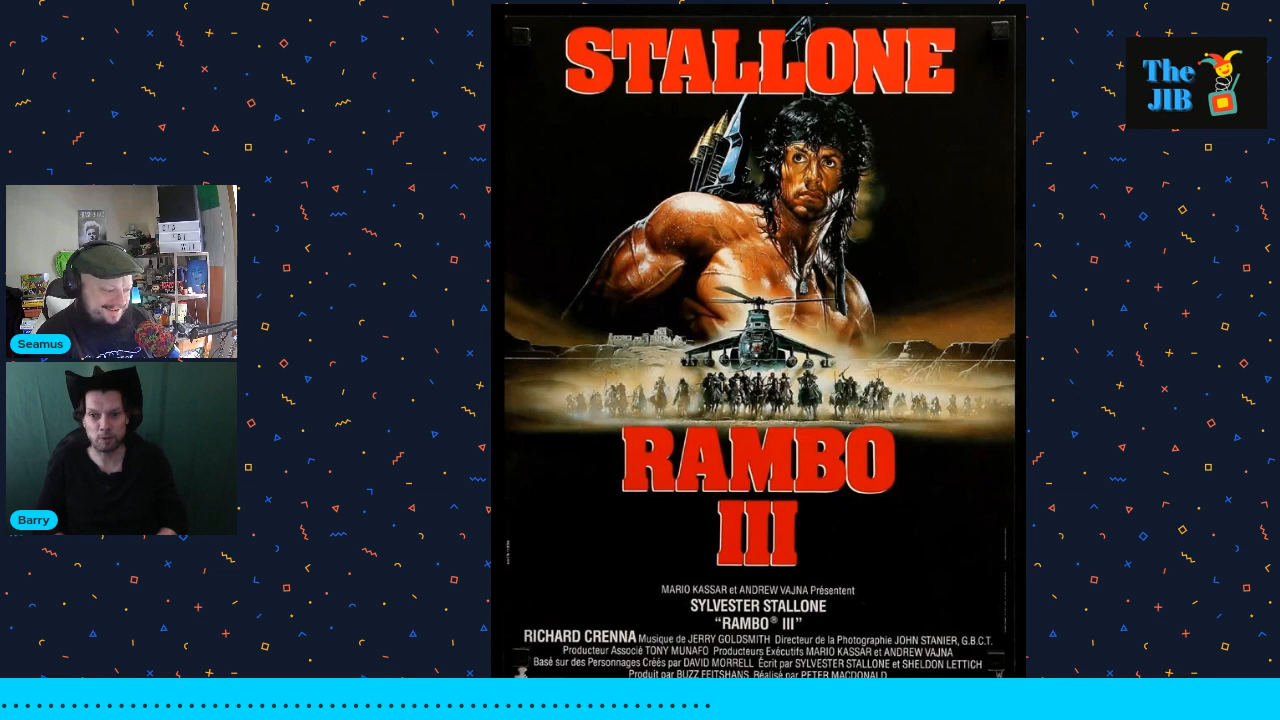 STALLONE
The
JIB
Seamus
Barry
RAMBO
III
MARIO KASSAR et ANDREW VAJNA Présentent
SYLVESTER STALLONE
“RAMBO® III”
RICHARD CRENNA Musique de JERRY GOLDSMITH Directeur de la Photographie JOHN STANIER, G.B.C.T.
Producteur Associé TONY MUNAFO Producteurs Exécutifs MARIO KASSAR et ANDREW VAJNA
Basé sur des Personnages Créés par DAVID MORRELL Écrit par SYLVESTER STALLONE et SHELDON LETTICH
Produit par BUZZ FEITSHANS Réalisé par PETER MACDONALD